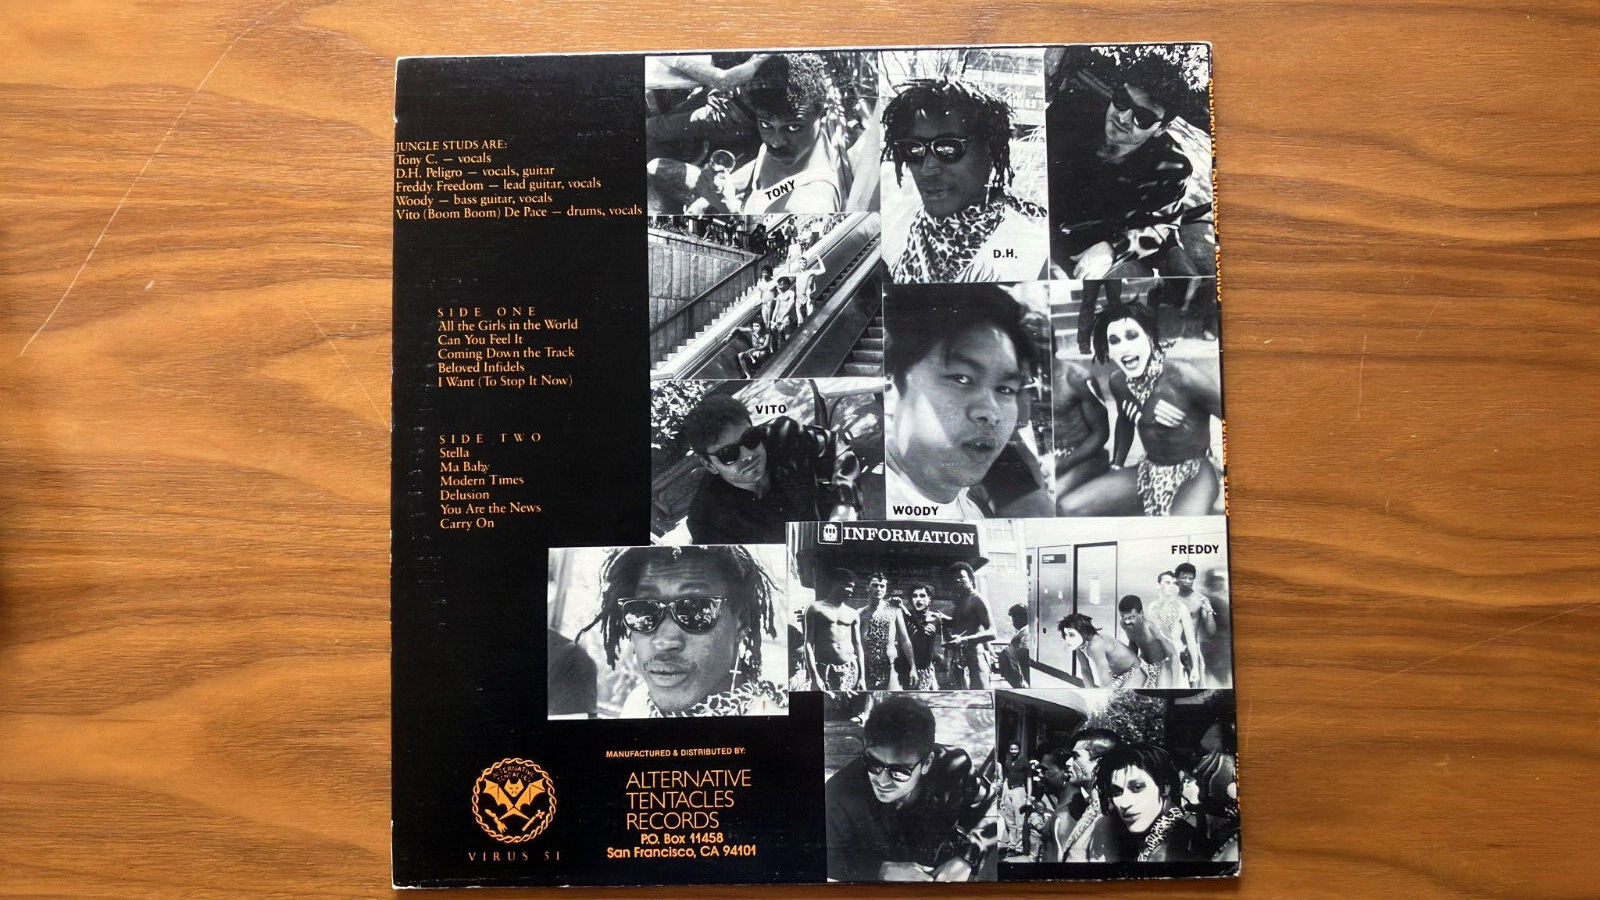 JUNGLE STUDS ARE:
Tony C. — vocals
D.H. Peligro — vocals, guitar
Freddy Freedom — lead guitar, vocals
Woody — bass guitar, vocals
Vito (Boom Boom) De Pace — drums, vocals
SIDE ONE
All the Girls in the World
Can You Feel It
Coming Down the Track
Beloved Infidels
I Want (To Stop It Now)
SIDE TWO
Stella
Ma Baby
Modern Times
Delusion
You Are the News
Carry On
TONY
D.H.
VITO
WOODY
INFORMATION
FREDDY
ALTERNATIVE
TENTACLES
VIRUS 51
MANUFACTURED & DISTRIBUTED BY:
ALTERNATIVE
TENTACLES
RECORDS
P.O. Box 11458
San Francisco, CA 94101